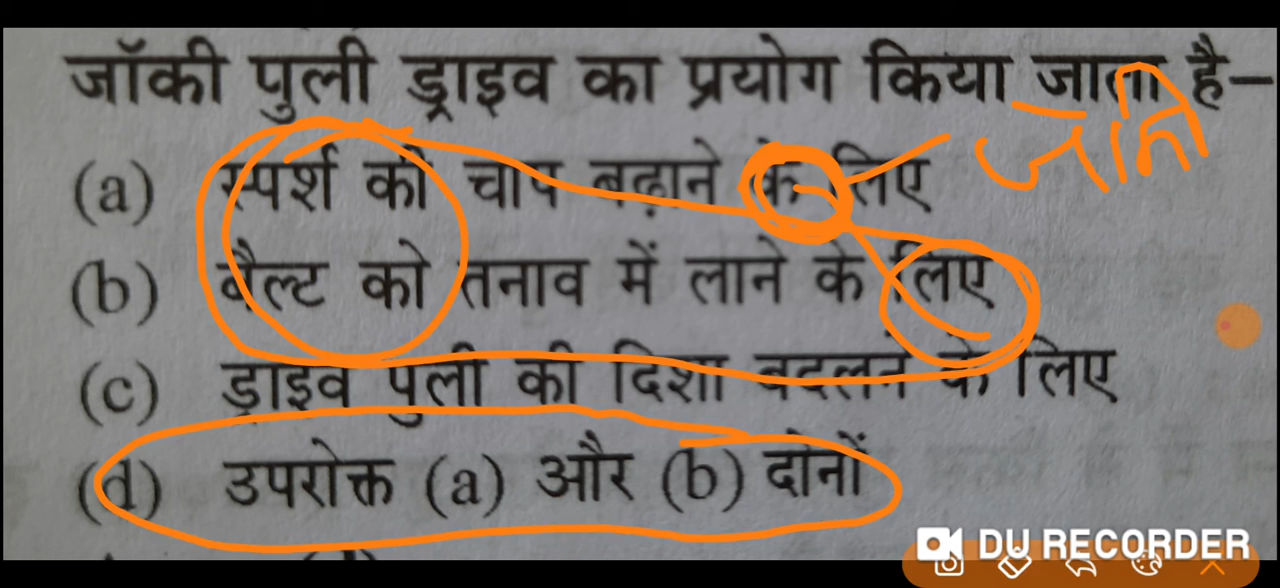 जॉकी पुली ड्राइव का प्रयोग किया जाता है–
(a) स्पर्श की चाप बढ़ाने के लिए
(b) बैल्ट को तनाव में लाने के लिए
(c) ड्राइव पुली की दिशा बदलने के लिए
(d) उपरोक्त (a) और (b) दोनों
DU RECORDER